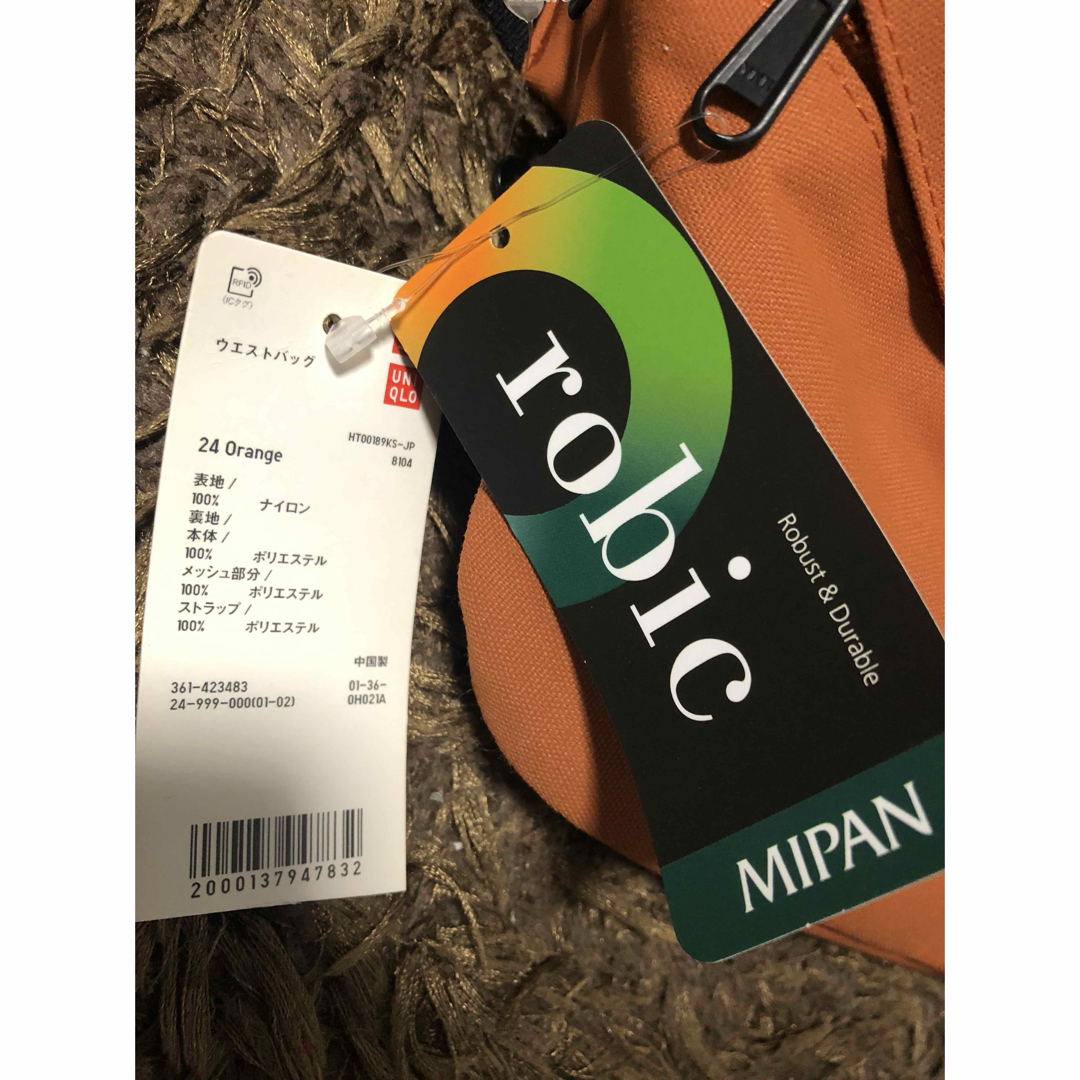 RFID
(ICタグ)
ウエストバッグ
UNI
QLO
HT00189KS-JP
8104
24 Orange
表地 /
100% ナイロン
裏地 /
本体 /
100% ポリエステル
メッシュ部分 /
100% ポリエステル
ストラップ /
100% ポリエステル
中国製
361-423483 01-36-
24-999-000(01-02) 0H021A
2000137947832
robic
Robust & Durable
MIPAN